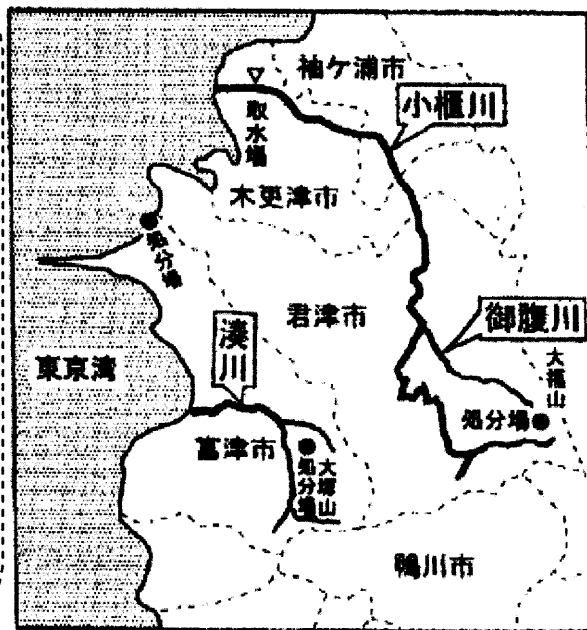 袖ケ浦市
小櫃川
取水場
木更津市
処分場
君津市
御腹川
湊川
東京湾
大福山
処分場
富津市
処分場
大塚山
鴨川市